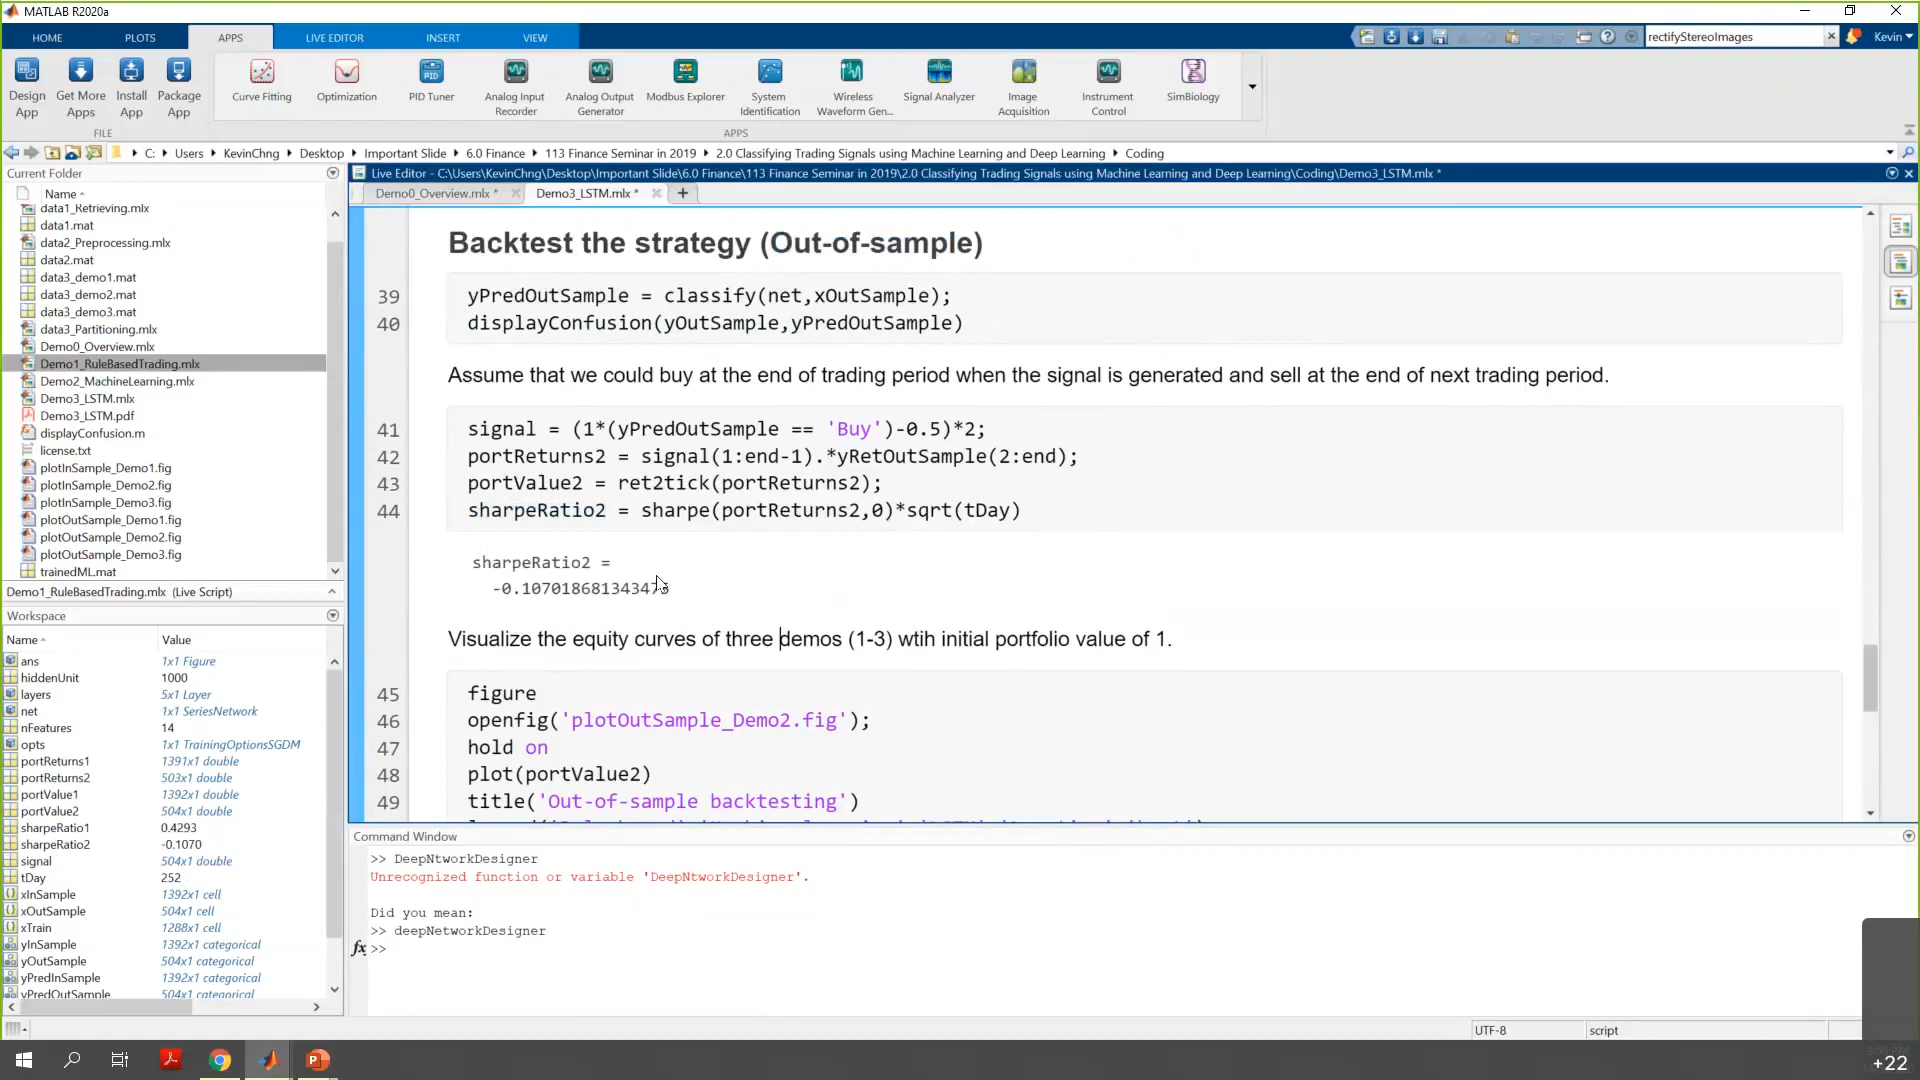 MATLAB R2020a
HOME PLOTS APPS LIVE EDITOR INSERT VIEW
rectifyStereoImages
Kevin
Design App
Get More Apps
Install App
Package App
Curve Fitting
Optimization
PID Tuner
Analog Input Recorder
Analog Output Generator
Modbus Explorer
System Identification
Wireless Waveform Gen...
Signal Analyzer
Image Acquisition
Instrument Control
SimBiology
FILE
APPS
C: Users KevinChng Desktop Important Slide 6.0 Finance 113 Finance Seminar in 2019 2.0 Classifying Trading Signals using Machine Learning and Deep Learning Coding
Current Folder
Name
data1_Retrieving.mlx
data1.mat
data2_Preprocessing.mlx
data2.mat
data3_demo1.mat
data3_demo2.mat
data3_demo3.mat
data3_Partitioning.mlx
Demo0_Overview.mlx
Demo1_RuleBasedTrading.mlx
Demo2_MachineLearning.mlx
Demo3_LSTM.mlx
Demo3_LSTM.pdf
displayConfusion.m
license.txt
plotInSample_Demo1.fig
plotInSample_Demo2.fig
plotInSample_Demo3.fig
plotOutSample_Demo1.fig
plotOutSample_Demo2.fig
plotOutSample_Demo3.fig
trainedML.mat
Demo1_RuleBasedTrading.mlx (Live Script)
Workspace
Name Value
ans 1x1 Figure
hiddenUnit 1000
layers 5x1 Layer
net 1x1 SeriesNetwork
nFeatures 14
opts 1x1 TrainingOptionsSGDM
portReturns1 1391x1 double
portReturns2 503x1 double
portValue1 1392x1 double
portValue2 504x1 double
sharpeRatio1 0.4293
sharpeRatio2 -0.1070
signal 504x1 double
tDay 252
xInSample 1392x1 cell
xOutSample 504x1 cell
xTrain 1288x1 cell
yInSample 1392x1 categorical
yOutSample 504x1 categorical
yPredInSample 1392x1 categorical
yPredOutSample 504x1 categorical
Live Editor - C:\Users\KevinChng\Desktop\Important Slide\6.0 Finance\113 Finance Seminar in 2019\2.0 Classifying Trading Signals using Machine Learning and Deep Learning\Coding\Demo3_LSTM.mlx *
Demo0_Overview.mlx * Demo3_LSTM.mlx *
Backtest the strategy (Out-of-sample)
39 yPredOutSample = classify(net,xOutSample);
40 displayConfusion(yOutSample,yPredOutSample)
Assume that we could buy at the end of trading period when the signal is generated and sell at the end of next trading period.
41 signal = (1*(yPredOutSample == 'Buy')-0.5)*2;
42 portReturns2 = signal(1:end-1).*yRetOutSample(2:end);
43 portValue2 = ret2tick(portReturns2);
44 sharpeRatio2 = sharpe(portReturns2,0)*sqrt(tDay)
sharpeRatio2 =
Visualize the equity curves of three demos (1-3) wtih initial portfolio value of 1.
45 figure
46 openfig('plotOutSample_Demo2.fig');
47 hold on
48 plot(portValue2)
49 title('Out-of-sample backtesting')
Command Window
>> DeepNtworkDesigner
Unrecognized function or variable 'DeepNtworkDesigner'.
Did you mean:
>> deepNetworkDesigner
fx >>
UTF-8 script
+22